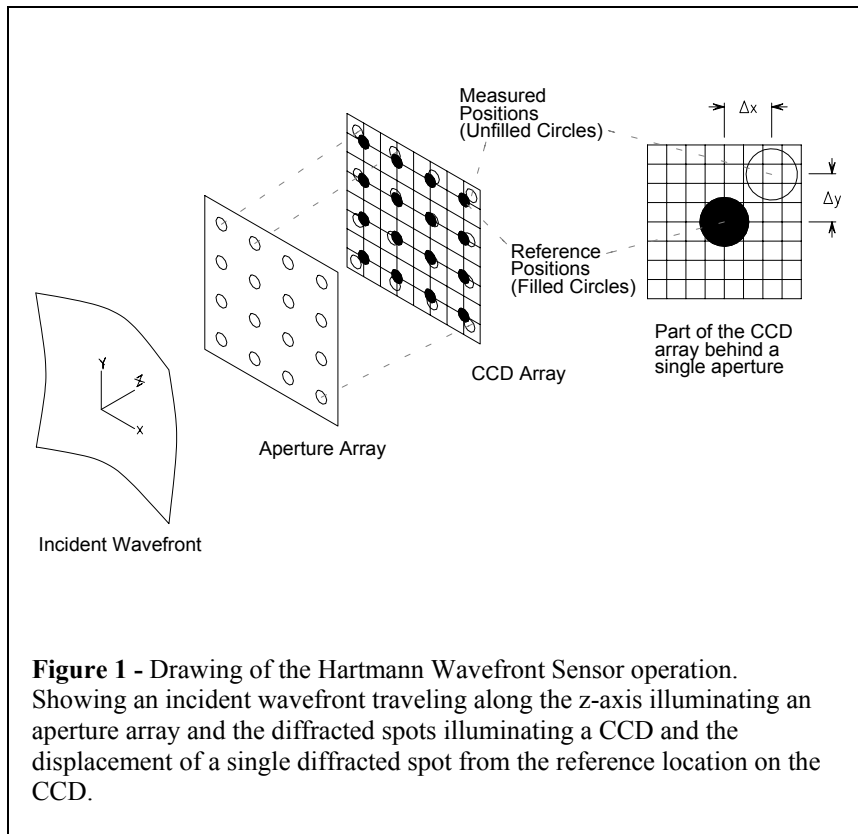 Measured
Positions
(Unfilled Circles)
Δx
Δy
Reference
Positions
(Filled Circles)
Part of the CCD
array behind a
single aperture
CCD Array
Y
Z
X
Aperture Array
Incident Wavefront
Figure 1 - Drawing of the Hartmann Wavefront Sensor operation.
Showing an incident wavefront traveling along the z-axis illuminating an
aperture array and the diffracted spots illuminating a CCD and the
displacement of a single diffracted spot from the reference location on the
CCD.